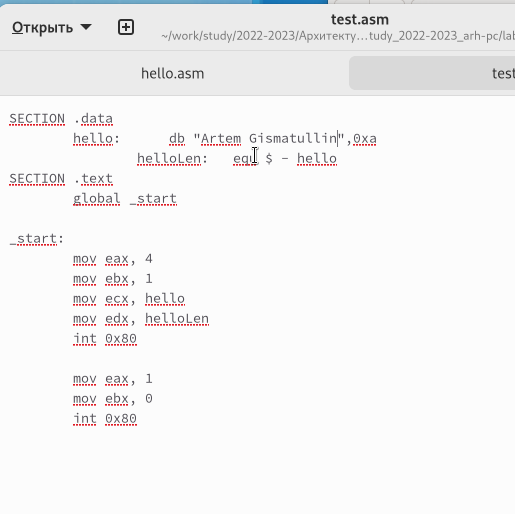 Открыть
test.asm
~/work/study/2022-2023/Архитекту…tudy_2022-2023_arh-pc/lab
hello.asm
test
SECTION .data
hello: db "Artem Gismatullin",0xa
helloLen: equ $ - hello
SECTION .text
global _start
_start:
mov eax, 4
mov ebx, 1
mov ecx, hello
mov edx, helloLen
int 0x80
mov eax, 1
mov ebx, 0
int 0x80